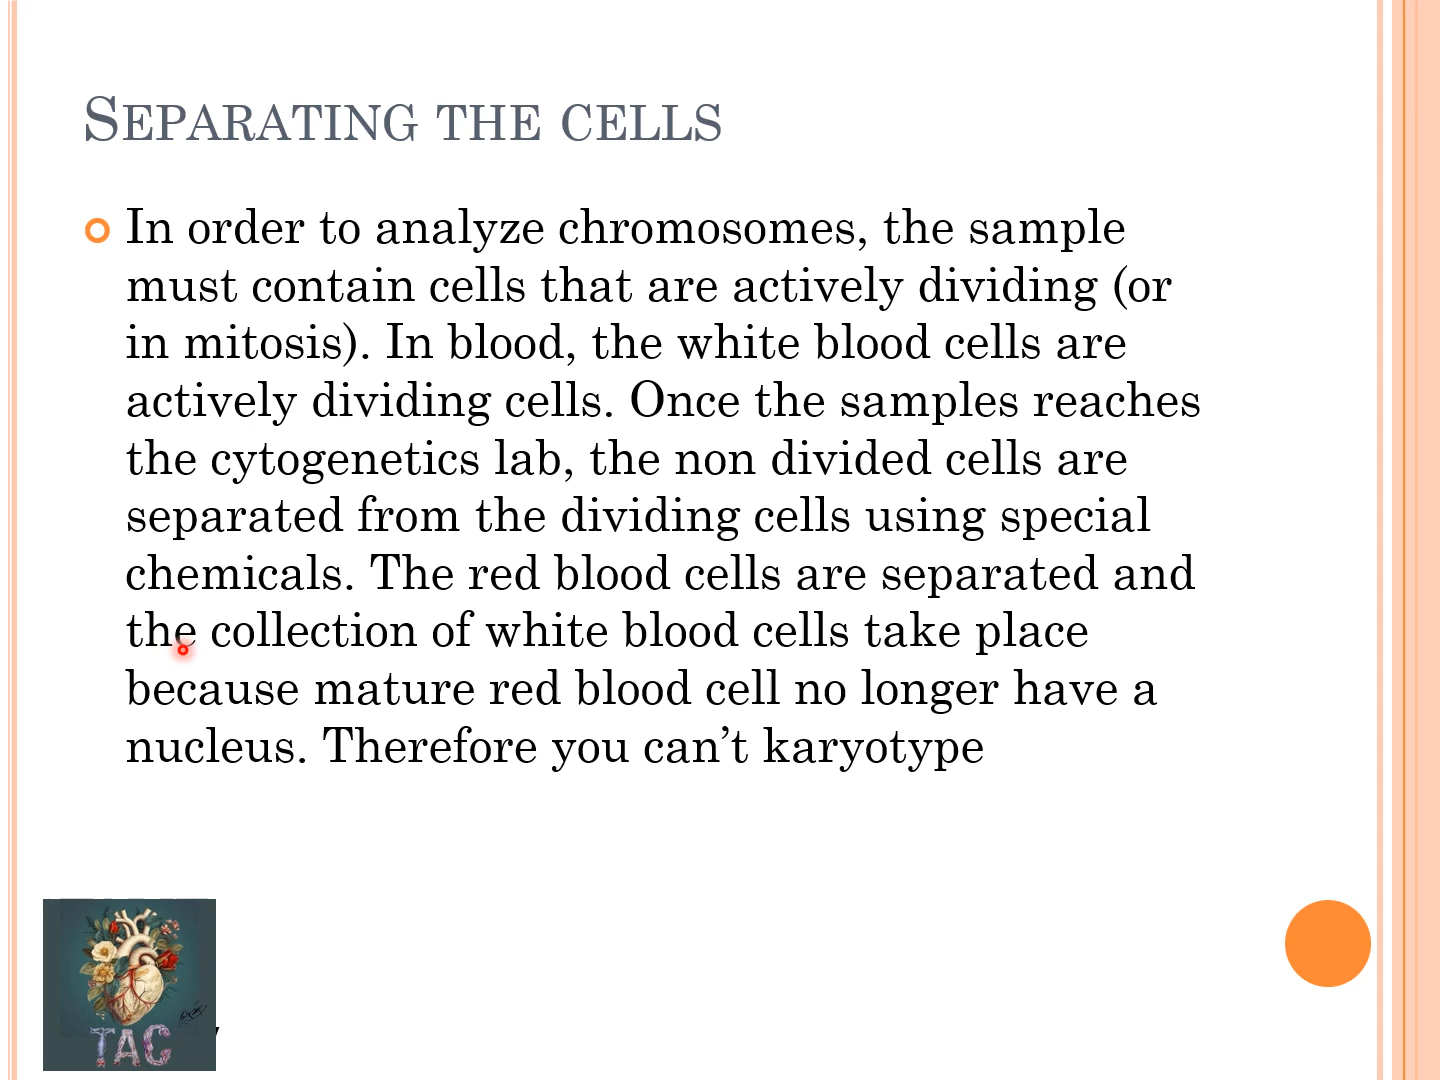 SEPARATING THE CELLS
In order to analyze chromosomes, the sample
must contain cells that are actively dividing (or
in mitosis). In blood, the white blood cells are
actively dividing cells. Once the samples reaches
the cytogenetics lab, the non divided cells are
separated from the dividing cells using special
chemicals. The red blood cells are separated and
the collection of white blood cells take place
because mature red blood cell no longer have a
nucleus. Therefore you can’t karyotype
TAC